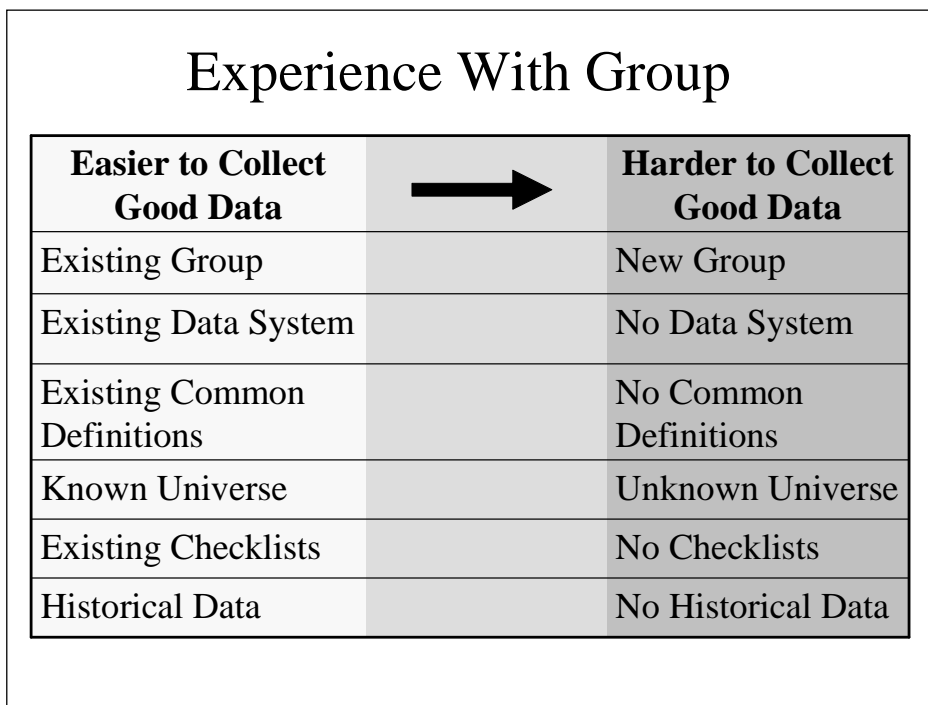 Experience With Group
Easier to Collect
Good Data
Harder to Collect
Good Data
Existing Group
New Group
Existing Data System
No Data System
Existing Common
Definitions
No Common
Definitions
Known Universe
Unknown Universe
Existing Checklists
No Checklists
Historical Data
No Historical Data